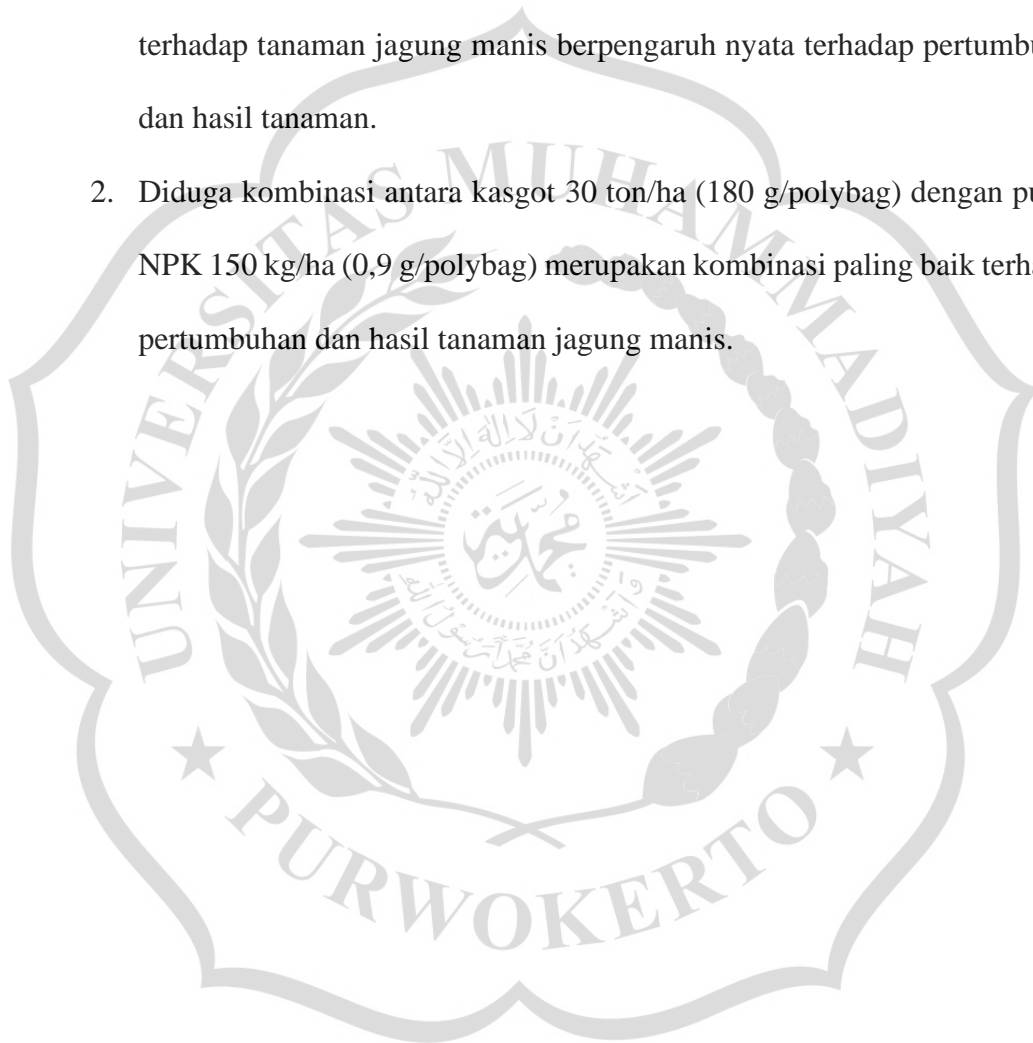 terhadap tanaman jagung manis berpengaruh nyata terhadap pertumbu
dan hasil tanaman.
2. Diduga kombinasi antara kasgot 30 ton/ha (180 g/polybag) dengan pu
NPK 150 kg/ha (0,9 g/polybag) merupakan kombinasi paling baik terha
pertumbuhan dan hasil tanaman jagung manis.
UNIVERSITAS MUHAMMADIYAH
PURWOKERTO